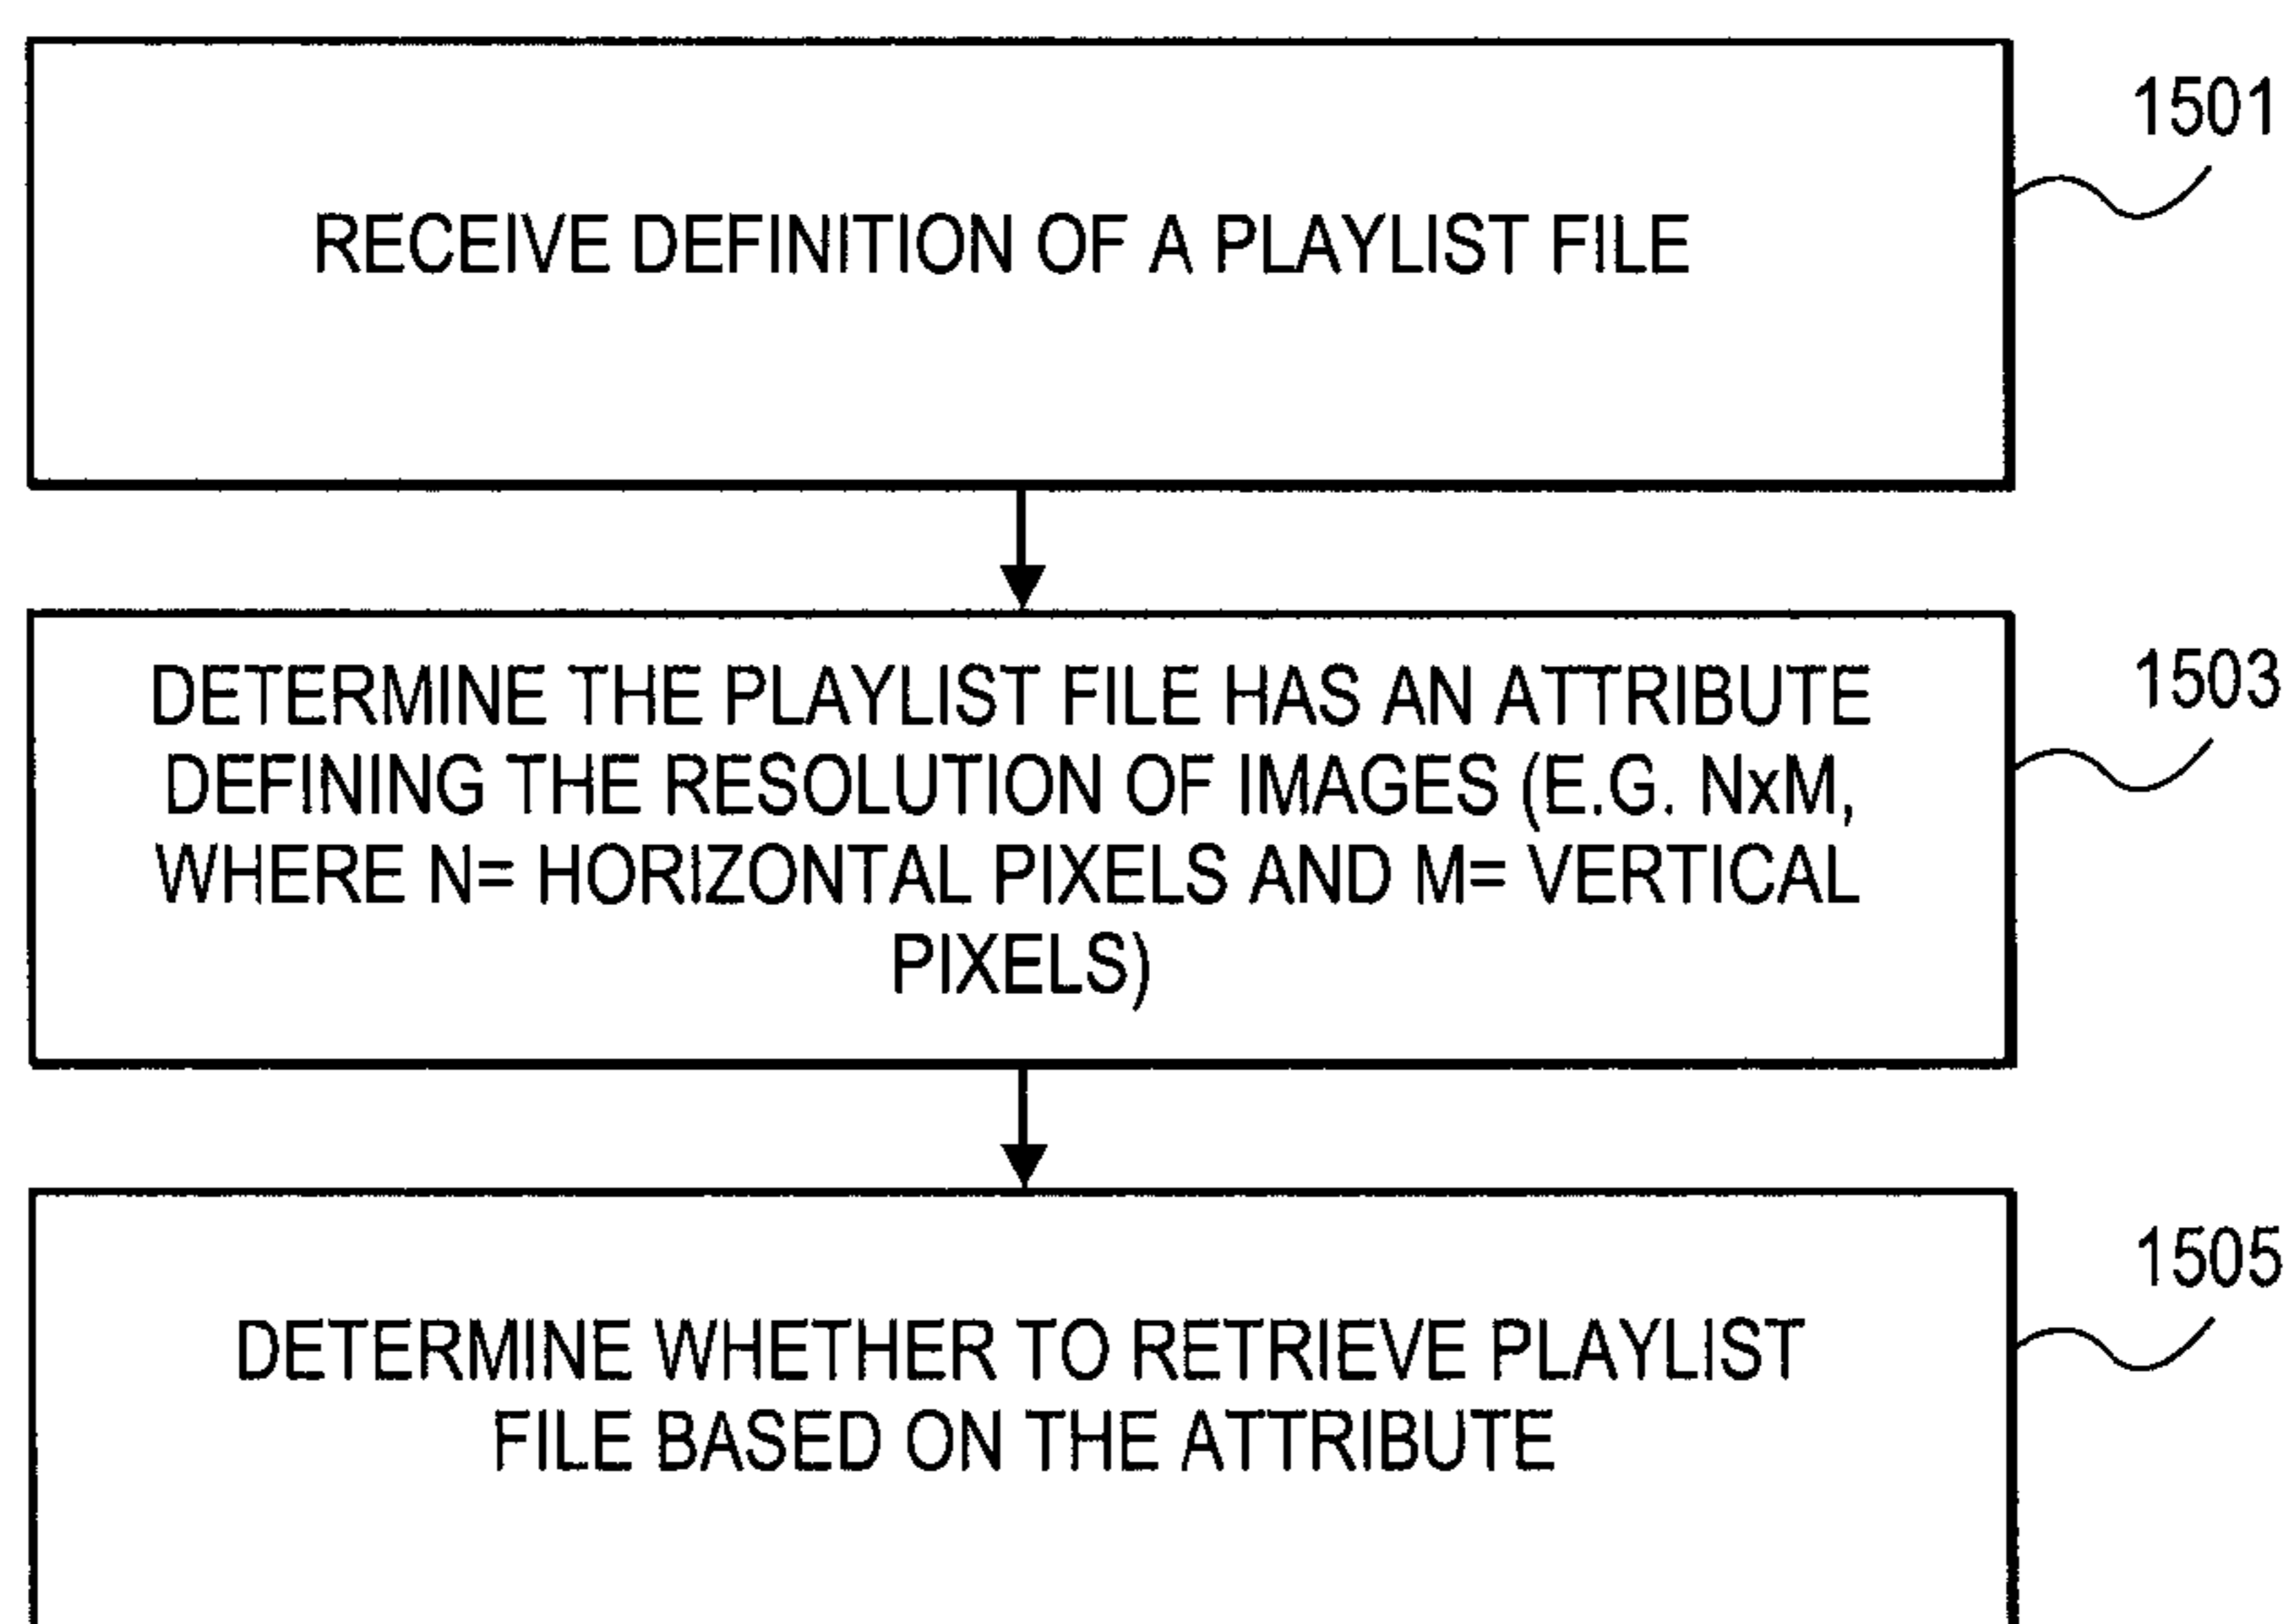 1501
RECEIVE DEFINITION OF A PLAYLIST FILE
1503
DETERMINE THE PLAYLIST FILE HAS AN ATTRIBUTE
DEFINING THE RESOLUTION OF IMAGES (E.G. NxM,
WHERE N= HORIZONTAL PIXELS AND M= VERTICAL
PIXELS)
1505
DETERMINE WHETHER TO RETRIEVE PLAYLIST
FILE BASED ON THE ATTRIBUTE